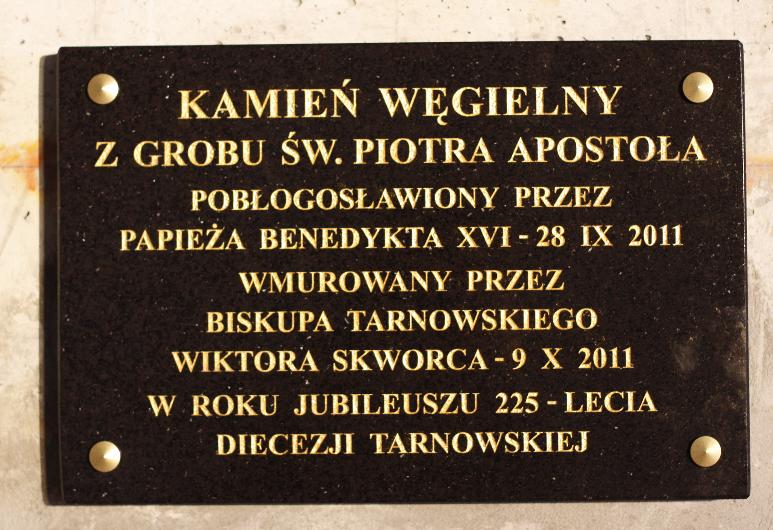 KAMIEŃ WĘGIELNY
Z GROBU ŚW. PIOTRA APOSTOŁA
POBŁOGOSŁAWIONY PRZEZ
PAPIEŻA BENEDYKTA XVI - 28 IX 2011
WMUROWANY PRZEZ
BISKUPA TARNOWSKIEGO
WIKTORA SKWORCA - 9 X 2011
W ROKU JUBILEUSZU 225 - LECIA
DIECEZJI TARNOWSKIEJ